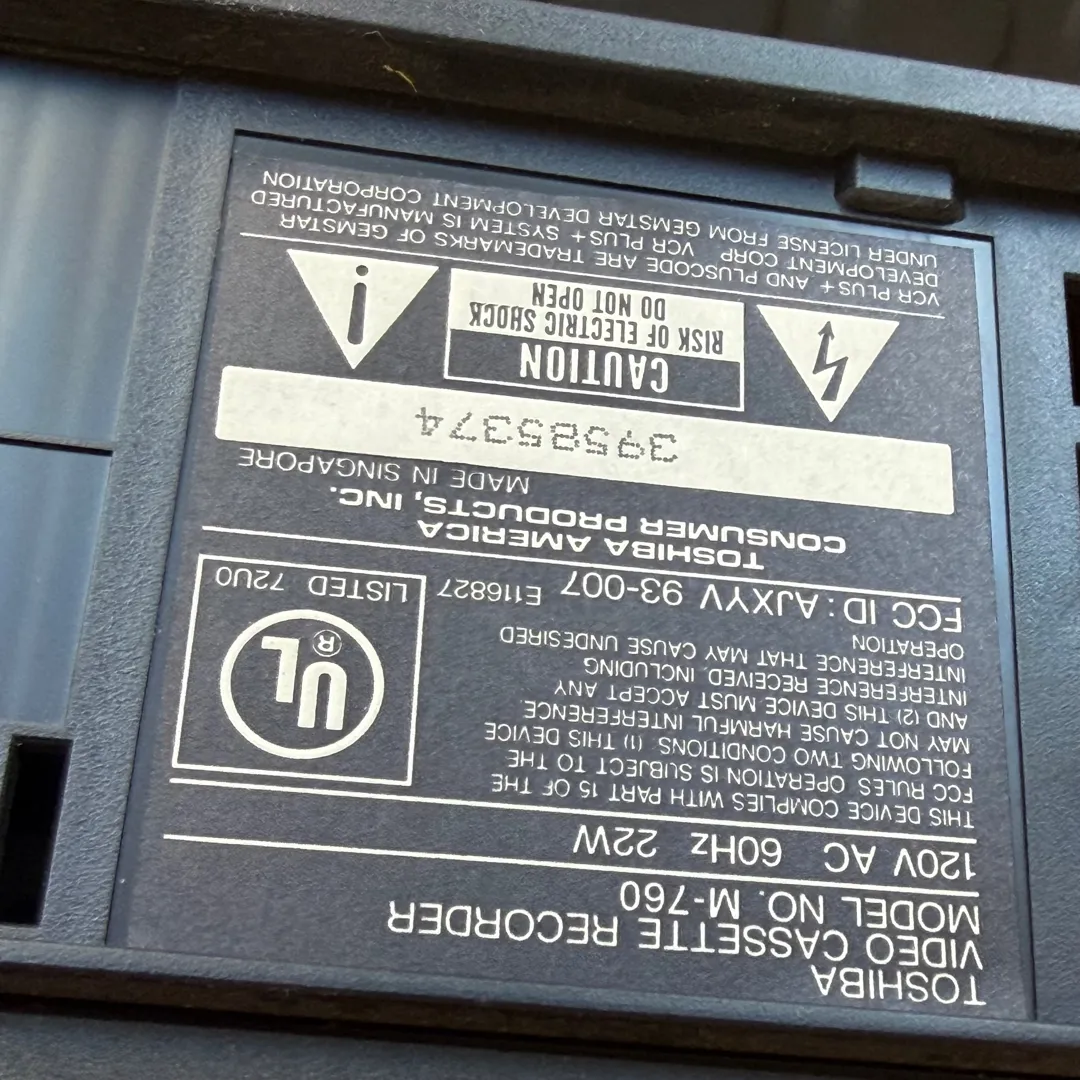 TOSHIBA
VIDEO CASSETTE RECORDER
MODEL NO. M-760
120V AC 60Hz 22W
THIS DEVICE COMPLIES WITH PART 15 OF THE
FCC RULES OPERATION IS SUBJECT TO THE
FOLLOWING TWO CONDITIONS (1) THIS DEVICE
MAY NOT CAUSE HARMFUL INTERFERENCE
AND (2) THIS DEVICE MUST ACCEPT ANY
INTERFERENCE RECEIVED, INCLUDING
INTERFERENCE THAT MAY CAUSE UNDESIRED
OPERATION
UL®
LISTED 72U0
FCC ID: AJXYV 93-007 E116827
TOSHIBA AMERICA
CONSUMER PRODUCTS, INC.
MADE IN SINGAPORE
39585374
CAUTION
RISK OF ELECTRIC SHOCK
DO NOT OPEN
VCR PLUS+ AND PLUSCODE ARE TRADEMARKS OF GEMSTAR
DEVELOPMENT CORP VCR PLUS+ SYSTEM IS MANUFACTURED
UNDER LICENSE FROM GEMSTAR DEVELOPMENT CORPORATION